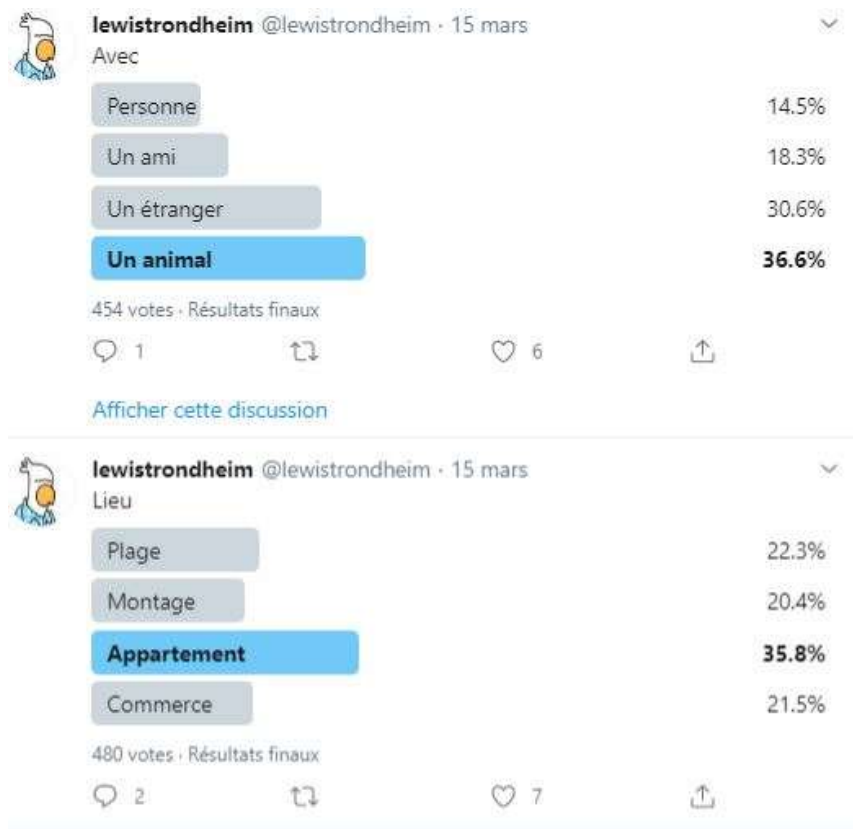 lewistrondheim @lewistrondheim · 15 mars
Avec
Personne 14.5%
Un ami 18.3%
Un étranger 30.6%
Un animal 36.6%
454 votes · Résultats finaux
1 6
Afficher cette discussion
lewistrondheim @lewistrondheim · 15 mars
Lieu
Plage 22.3%
Montage 20.4%
Appartement 35.8%
Commerce 21.5%
480 votes · Résultats finaux
2 7